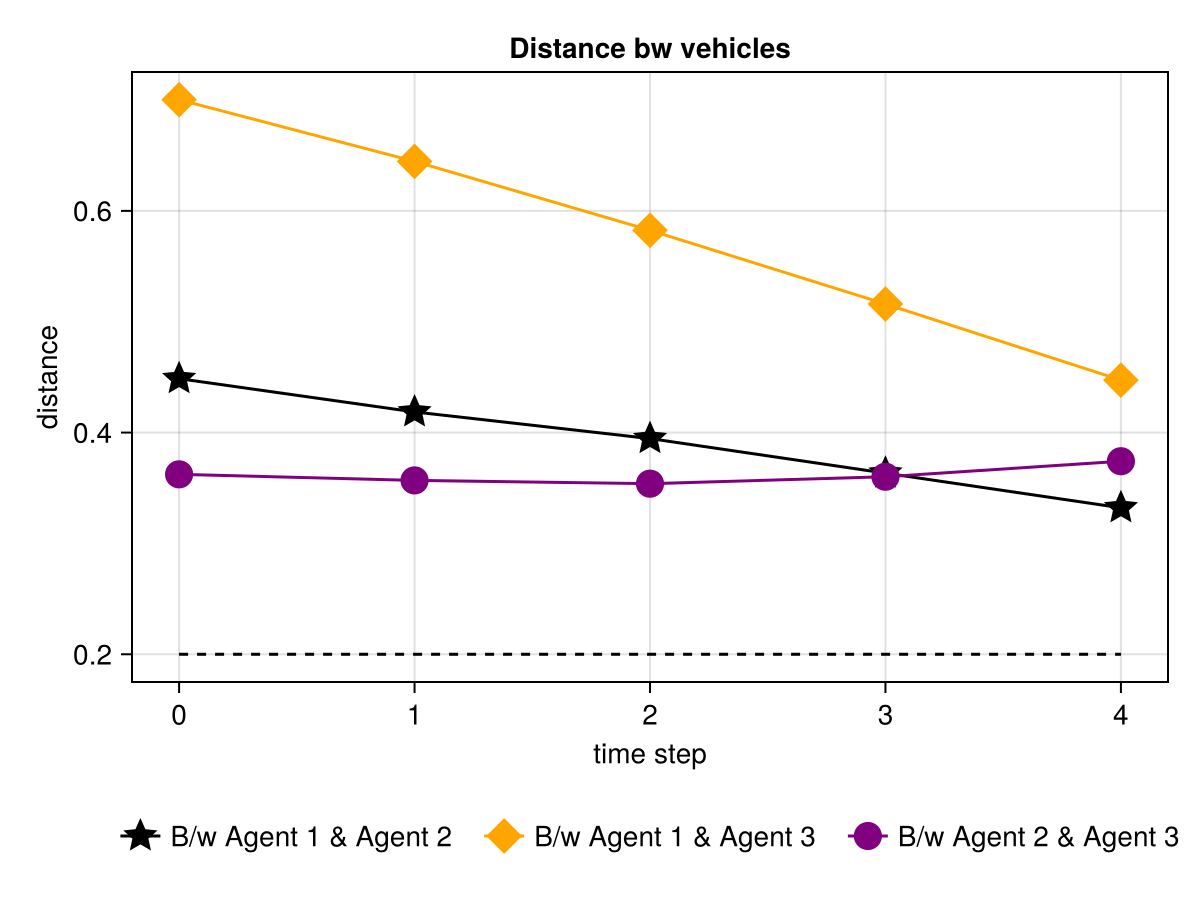 Distance bw vehicles
distance
0.6
0.4
0.2
0 1 2 3 4
time step
B/w Agent 1 & Agent 2 B/w Agent 1 & Agent 3 B/w Agent 2 & Agent 3